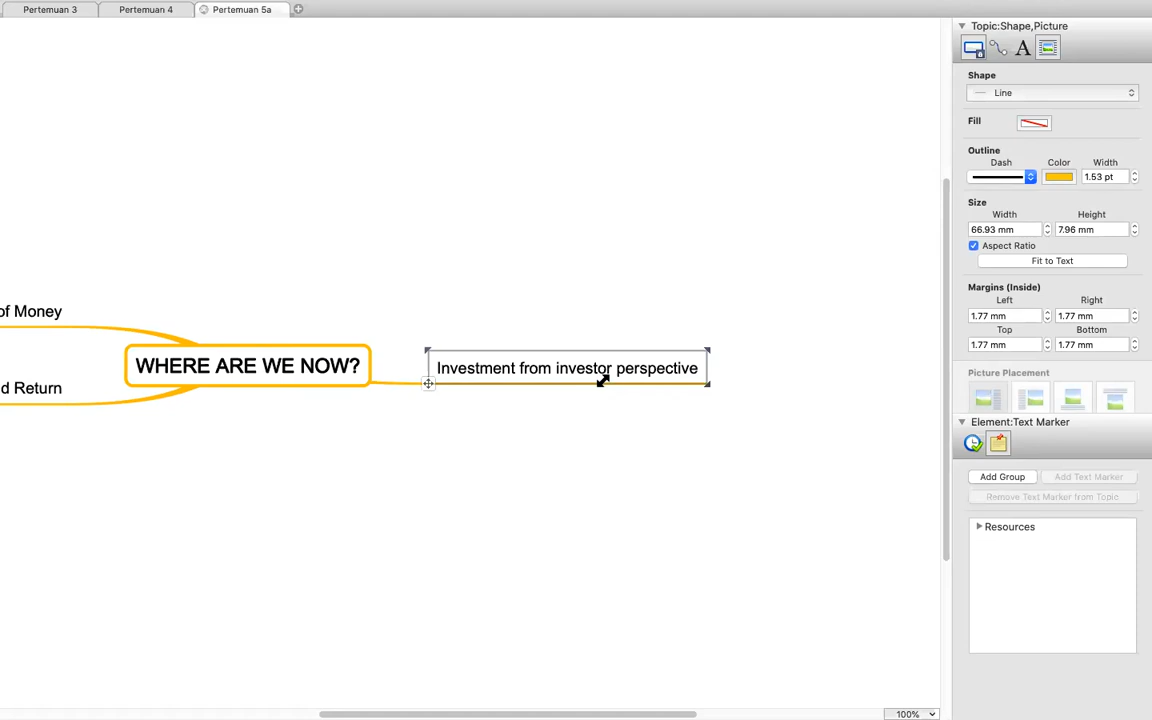 Pertemuan 3
Pertemuan 4
Pertemuan 5a
Topic:Shape,Picture
A
Shape
Line
Fill
Outline
Dash
Color
Width
1.53 pt
Size
Width
Height
66.93 mm
7.96 mm
Aspect Ratio
Fit to Text
Margins (Inside)
Left
Right
1.77 mm
1.77 mm
Top
Bottom
1.77 mm
1.77 mm
Picture Placement
Element:Text Marker
Add Group
Add Text Marker
Remove Text Marker from Topic
Resources
of Money
WHERE ARE WE NOW?
Investment from investor perspective
d Return
100%